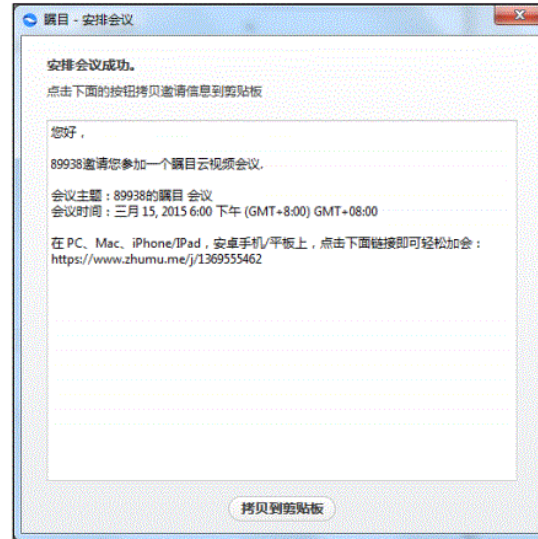 瞩目 - 安排会议
安排会议成功。
点击下面的按钮拷贝邀请信息到剪贴板
您好，
89938邀请您参加一个瞩目云视频会议.
会议主题：89938的瞩目 会议
会议时间：三月 15, 2015 6:00 下午 (GMT+8:00) GMT+08:00
在 PC、Mac、iPhone/IPad，安卓手机/平板上，点击下面链接即可轻松加会：
https://www.zhumu.me/j/1369555462
拷贝到剪贴板